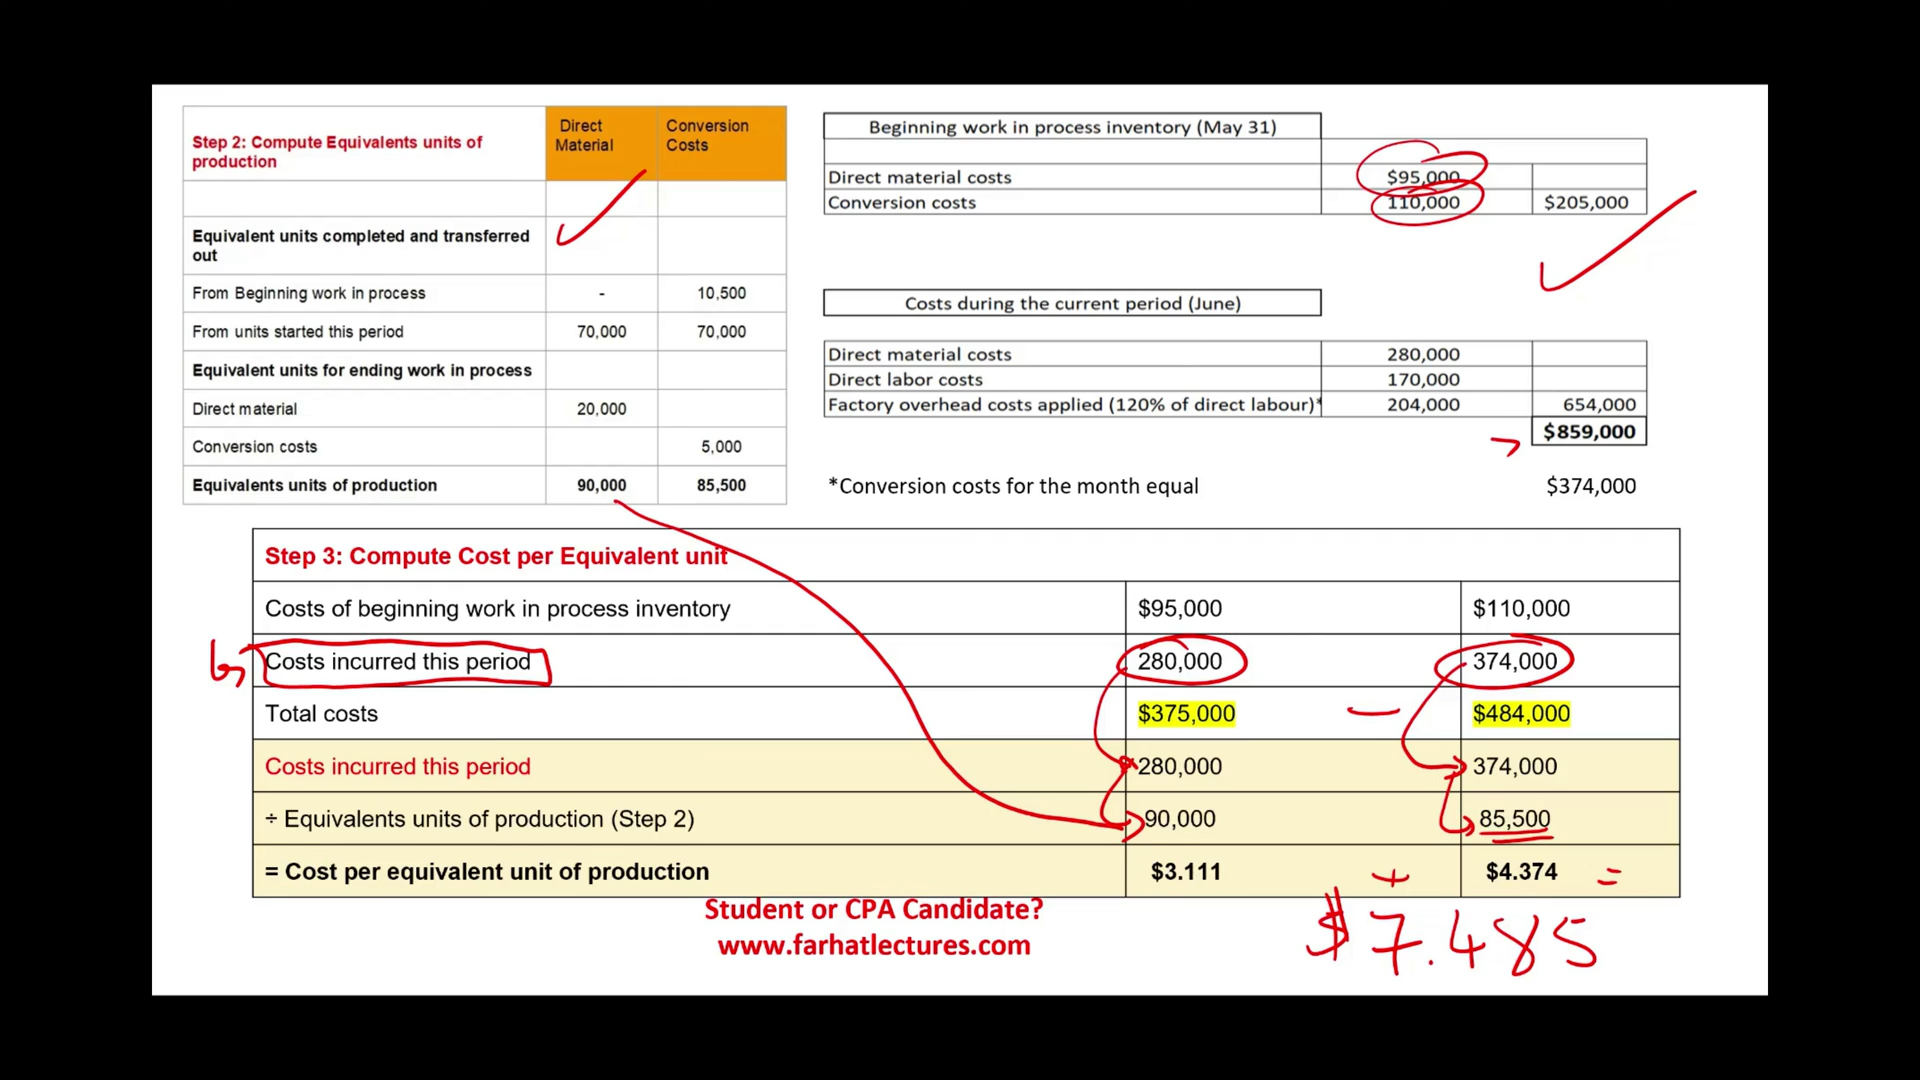 Step 2: Compute Equivalents units of
production
Direct
Material
Conversion
Costs
Equivalent units completed and transferred
out
From Beginning work in process - 10,500
From units started this period 70,000 70,000
Equivalent units for ending work in process
Direct material 20,000
Conversion costs 5,000
Equivalents units of production 90,000 85,500
Beginning work in process inventory (May 31)
Direct material costs $95,000
Conversion costs 110,000 $205,000
Costs during the current period (June)
Direct material costs 280,000
Direct labor costs 170,000
Factory overhead costs applied (120% of direct labour)* 204,000 654,000
$859,000
*Conversion costs for the month equal $374,000
Step 3: Compute Cost per Equivalent unit
Costs of beginning work in process inventory $95,000 $110,000
Costs incurred this period 280,000 374,000
Total costs $375,000 - $484,000
Costs incurred this period 280,000 374,000
÷ Equivalents units of production (Step 2) 90,000 85,500
= Cost per equivalent unit of production $3.111 + $4.374 =
$7.485
Student or CPA Candidate?
www.farhatlectures.com